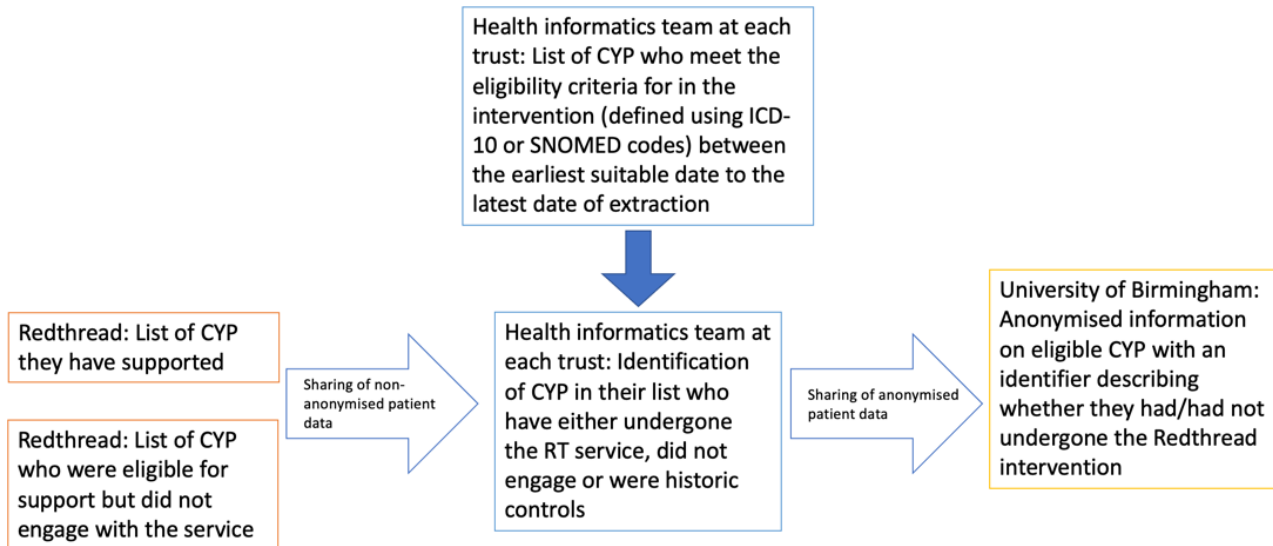 Health informatics team at each
trust: List of CYP who meet the
eligibility criteria for in the
intervention (defined using ICD-
10 or SNOMED codes) between
the earliest suitable date to the
latest date of extraction
Redthread: List of CYP
they have supported
Redthread: List of CYP
who were eligible for
support but did not
engage with the service
Sharing of non-
anonymised patient
data
Health informatics team at
each trust: Identification
of CYP in their list who
have either undergone
the RT service, did not
engage or were historic
controls
Sharing of anonymised
patient data
University of Birmingham:
Anonymised information
on eligible CYP with an
identifier describing
whether they had/had not
undergone the Redthread
intervention